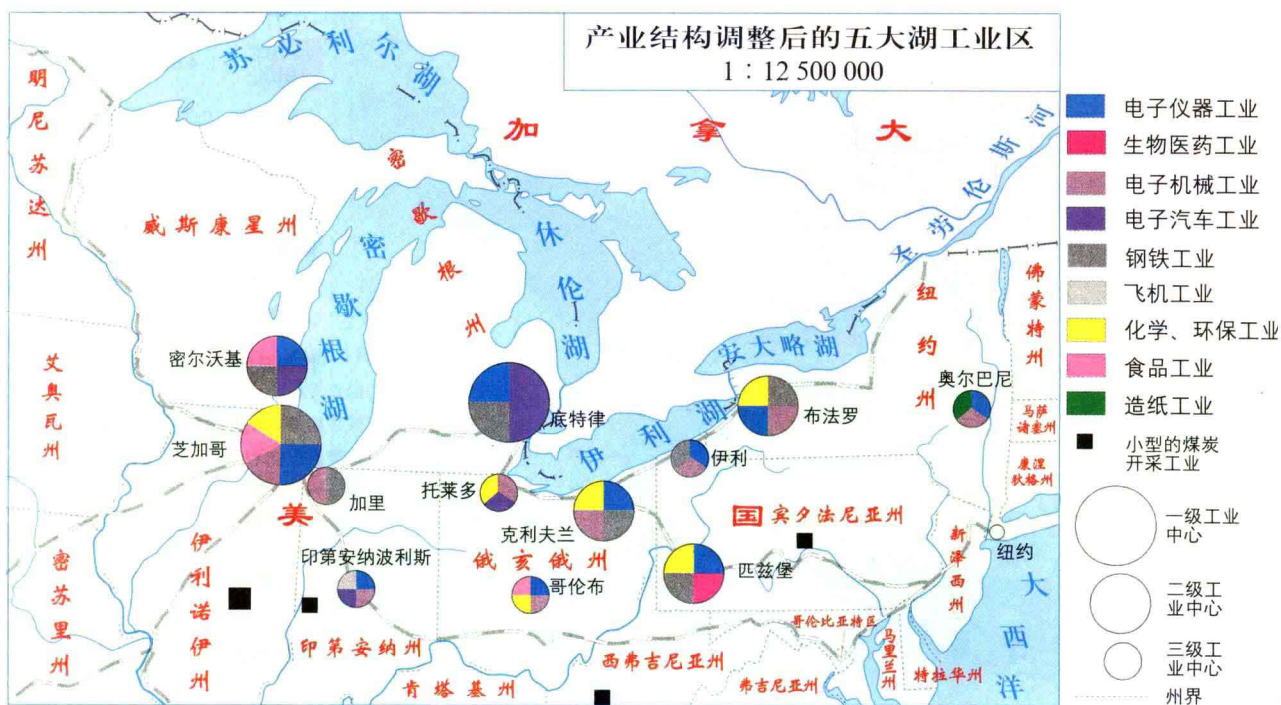 产业结构调整后的五大湖工业区
1：12 500 000
苏必利尔湖
加拿大
明尼苏达州
威斯康星州
密歇根州
密歇根湖
休伦湖
圣劳伦斯河
安大略湖
伊利湖
纽约州
佛蒙特州
马萨诸塞州
康涅狄格州
艾奥瓦州
密尔沃基
芝加哥
加里
底特律
托莱多
克利夫兰
伊利
布法罗
奥尔巴尼
美国
宾夕法尼亚州
匹兹堡
纽约
新泽西州
大西洋
印第安纳波利斯
俄亥俄州
哥伦布
密苏里州
伊利诺伊州
印第安纳州
肯塔基州
西弗吉尼亚州
弗吉尼亚州
哥伦比亚特区
马里兰州
特拉华州
电子仪器工业
生物医药工业
电子机械工业
电子汽车工业
钢铁工业
飞机工业
化学、环保工业
食品工业
造纸工业
小型的煤炭
开采工业
一级工业
中心
二级工
业中心
三级工
业中心
州界